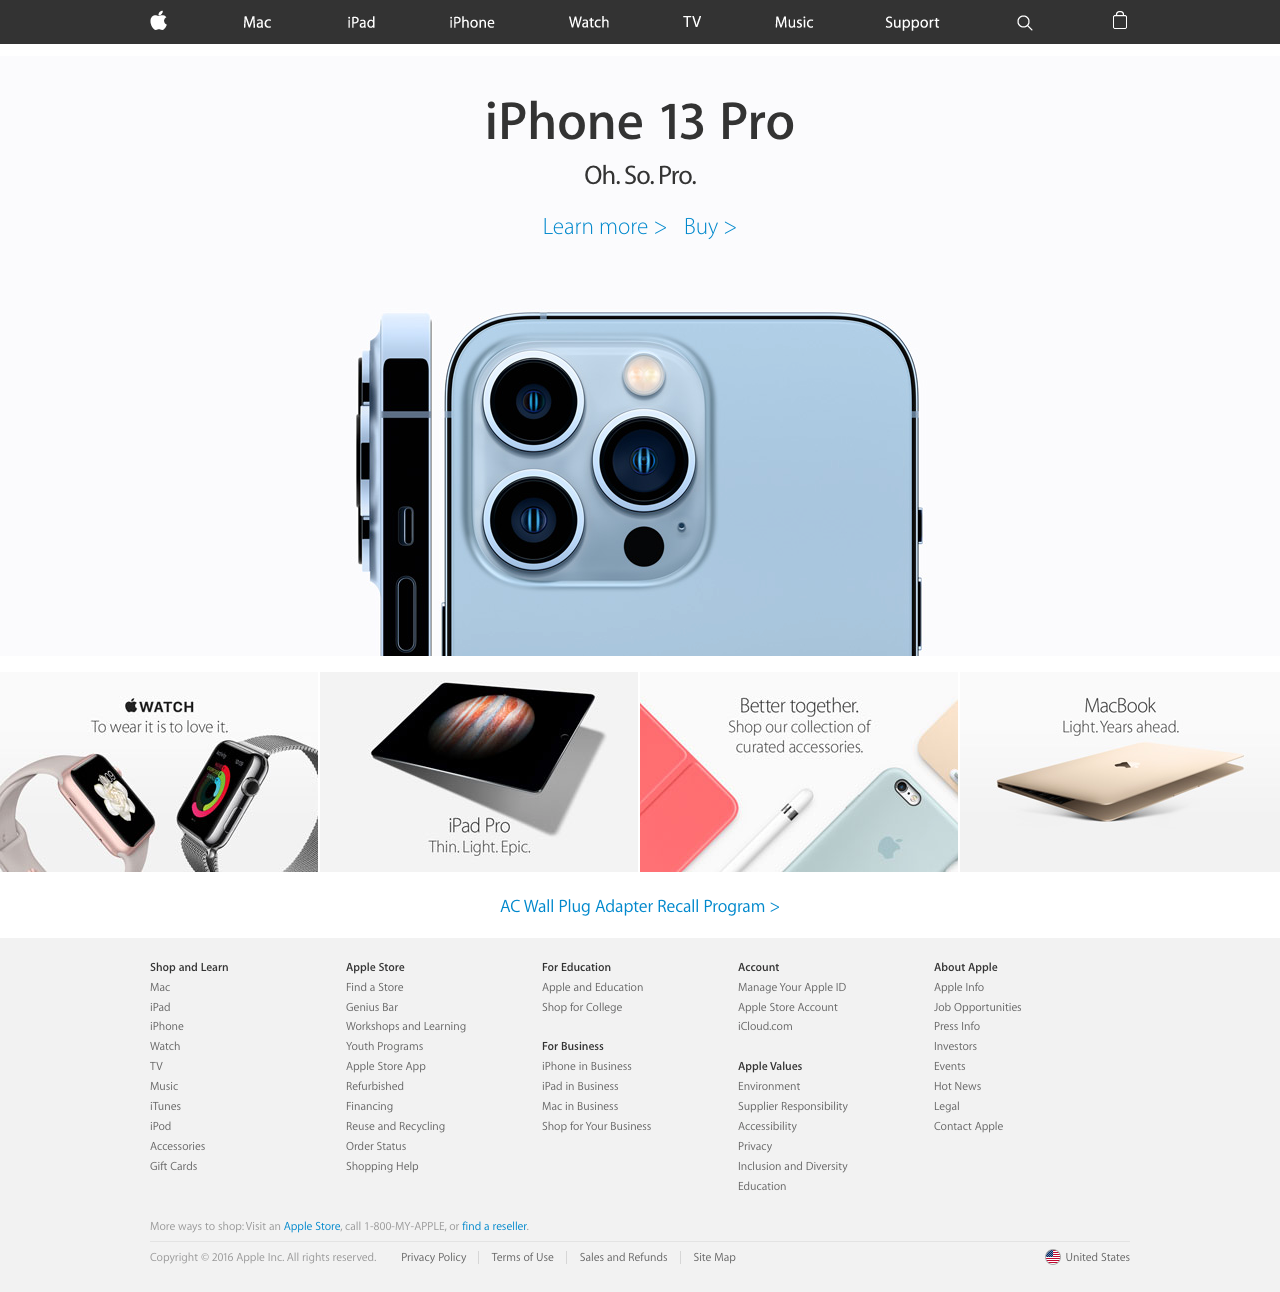 Mac iPad iPhone Watch TV Music Support
iPhone 13 Pro
Oh. So. Pro.
Learn more > Buy >
WATCH
To wear it is to love it.
iPad Pro
Thin. Light. Epic.
Better together.
Shop our collection of
curated accessories.
MacBook
Light. Years ahead.
AC Wall Plug Adapter Recall Program >
Shop and Learn
Mac
iPad
iPhone
Watch
TV
Music
iTunes
iPod
Accessories
Gift Cards
Apple Store
Find a Store
Genius Bar
Workshops and Learning
Youth Programs
Apple Store App
Refurbished
Financing
Reuse and Recycling
Order Status
Shopping Help
For Education
Apple and Education
Shop for College
For Business
iPhone in Business
iPad in Business
Mac in Business
Shop for Your Business
Account
Manage Your Apple ID
Apple Store Account
iCloud.com
Apple Values
Environment
Supplier Responsibility
Accessibility
Privacy
Inclusion and Diversity
Education
About Apple
Apple Info
Job Opportunities
Press Info
Investors
Events
Hot News
Legal
Contact Apple
More ways to shop: Visit an Apple Store, call 1-800-MY-APPLE, or find a reseller.
Copyright © 2016 Apple Inc. All rights reserved. Privacy Policy Terms of Use Sales and Refunds Site Map United States